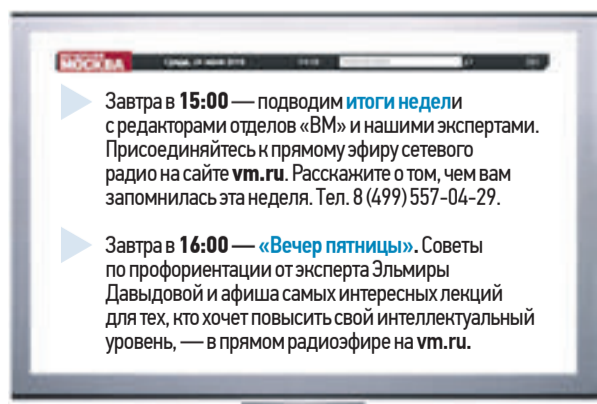 МОСКВА
Завтра в 15:00 — подводим итоги недели
с редакторами отделов «ВМ» и нашими экспертами.
Присоединяйтесь к прямому эфиру сетевого
радио на сайте vm.ru. Расскажите о том, чем вам
запомнилась эта неделя. Тел. 8 (499) 557-04-29.
Завтра в 16:00 — «Вечер пятницы». Советы
по профориентации от эксперта Эльмиры
Давыдовой и афиша самых интересных лекций
для тех, кто хочет повысить свой интеллектуальный
уровень, — в прямом радиоэфире на vm.ru.